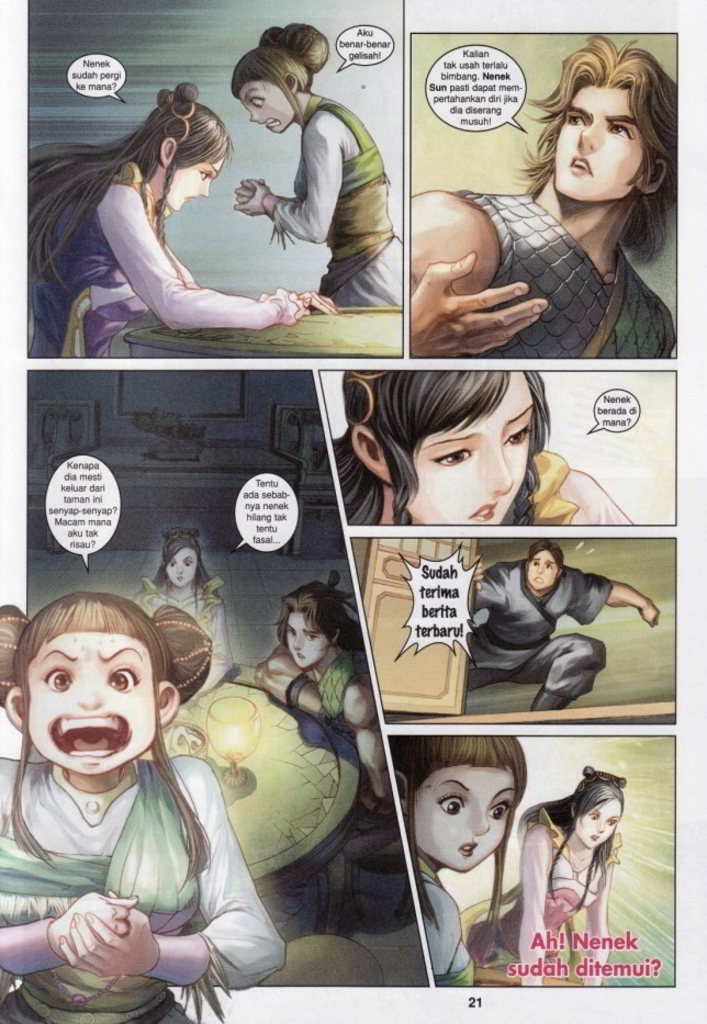 Nenek
sudah pergi
ke mana?
Aku
benar-benar
gelisah!
Kalian
tak usah terlalu
bimbang. Nenek
Sun pasti dapat mem-
pertahankan diri jika
dia diserang
musuh!
Kenapa
dia mesti
keluar dari
taman ini
senyap-senyap?
Macam mana
aku tak
risau?
Tentu
ada sebab-
nya nenek
hilang tak
tentu
fasal...
Nenek
berada di
mana?
Sudah
terima
berita
terbaru!
Ah! Nenek
sudah ditemui?
21